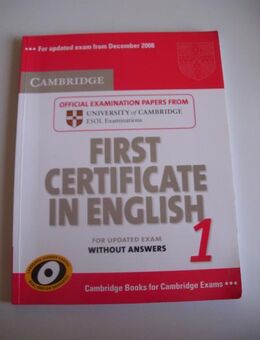 ••• For updated exam from December 2008
CAMBRIDGE
OFFICIAL EXAMINATION PAPERS FROM
UNIVERSITY of CAMBRIDGE
ESOL Examinations
FIRST
CERTIFICATE
IN ENGLISH
1
FOR UPDATED EXAM
WITHOUT ANSWERS
Cambridge Books for Cambridge Exams •••